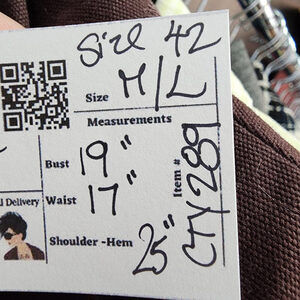 Size 42
Size M/L
Measurements
Bust 19"
Waist 17"
Shoulder -Hem 25"
Item # CTY289
l Delivery